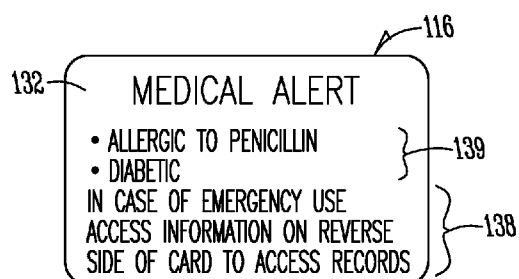 116
132
MEDICAL ALERT
• ALLERGIC TO PENICILLIN
• DIABETIC
139
IN CASE OF EMERGENCY USE
ACCESS INFORMATION ON REVERSE
SIDE OF CARD TO ACCESS RECORDS
138